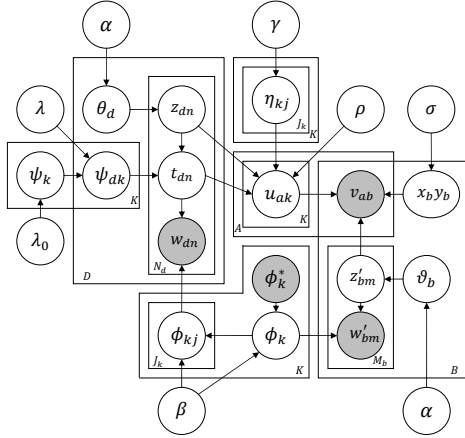 α
γ
λ
θ_d
z_dn
η_kj
J_k
K
ρ
σ
ψ_k
ψ_dk
K
t_dn
u_ak
A
K
v_ab
x_b y_b
λ_0
w_dn
N_d
D
ϕ_k^*
z'_bm
ϑ_b
ϕ_kj
J_k
ϕ_k
K
w'_bm
M_b
B
β
α